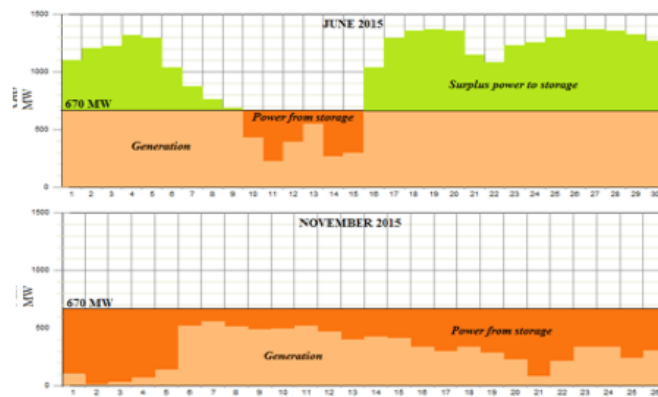 JUNE 2015
1500
1000
MW
670 MW
500
0
Surplus power to storage
Power from storage
Generation
1 2 3 4 5 6 7 8 9 10 11 12 13 14 15 16 17 18 19 20 21 22 23 24 25 26 27 28 29 30
NOVEMBER 2015
1500
1000
MW
670 MW
500
0
Power from storage
Generation
1 2 3 4 5 6 7 8 9 10 11 12 13 14 15 16 17 18 19 20 21 22 23 24 25 26